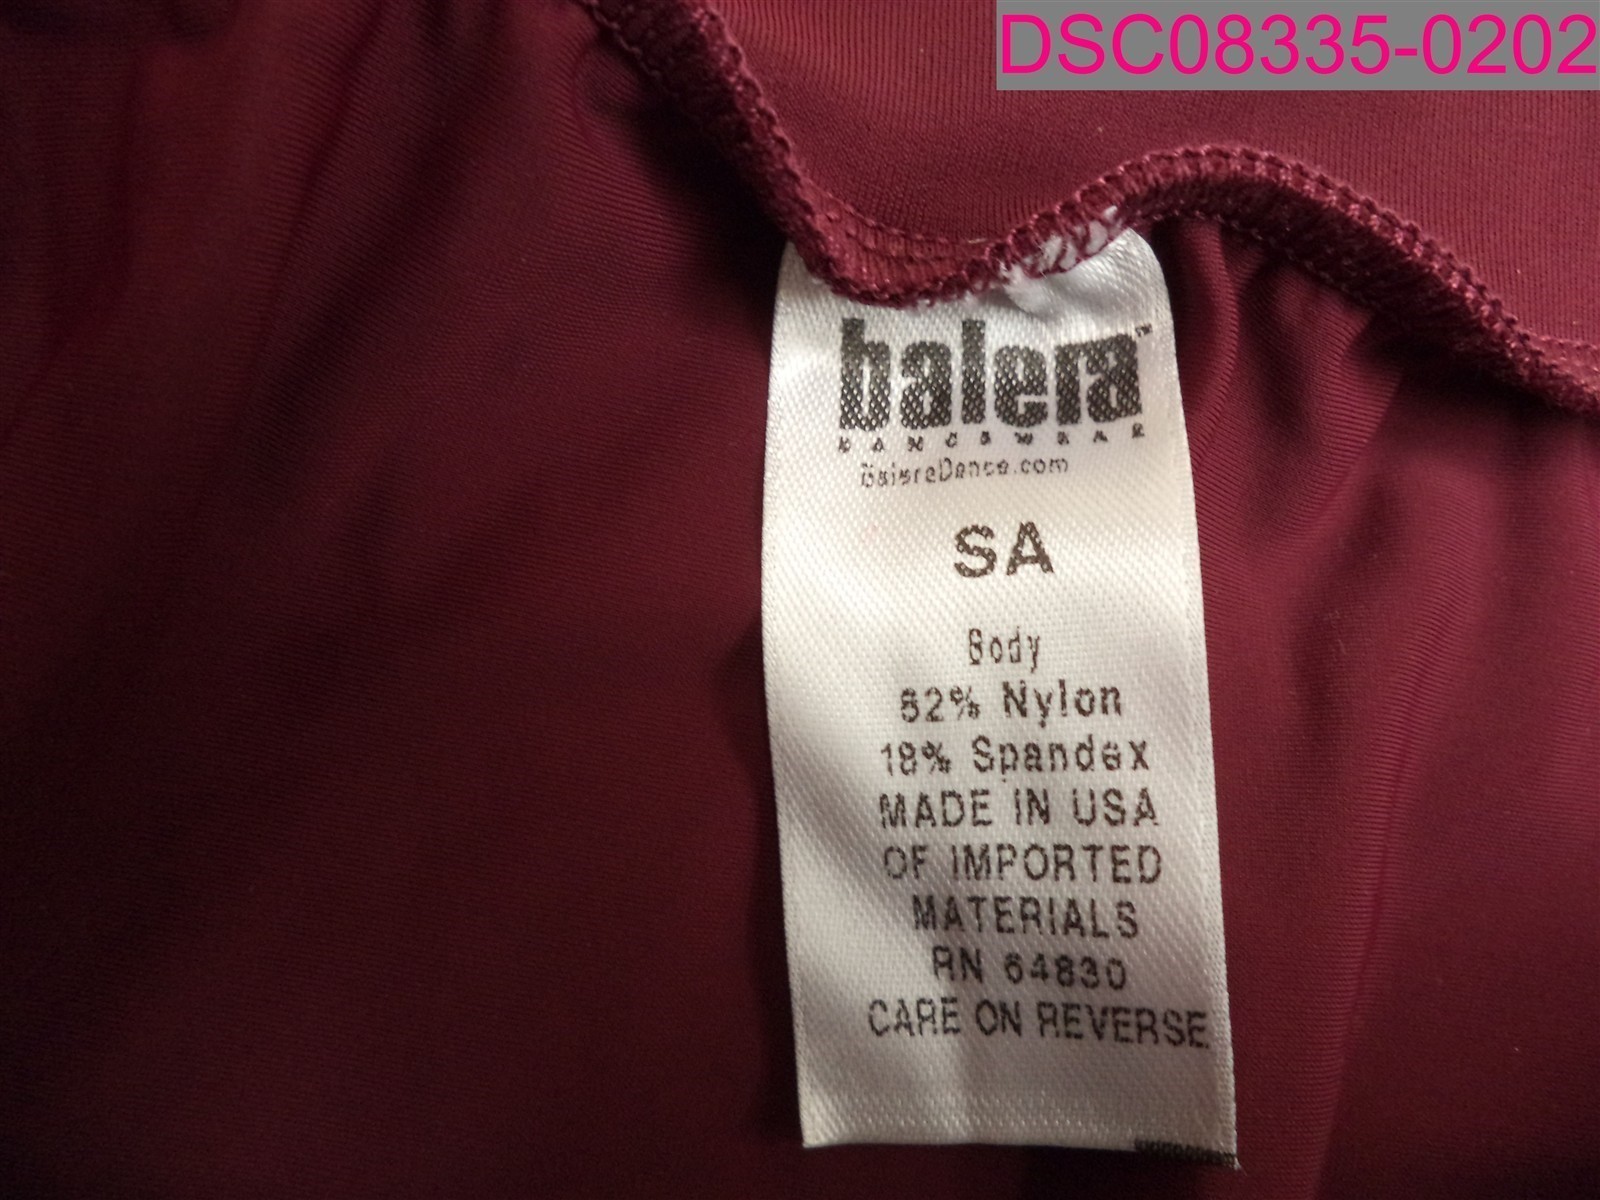 DSC08335-0202
balera™
DANCEWEAR
BaleraDance.com
SA
Body
82% Nylon
18% Spandex
MADE IN USA
OF IMPORTED
MATERIALS
RN 64830
CARE ON REVERSE